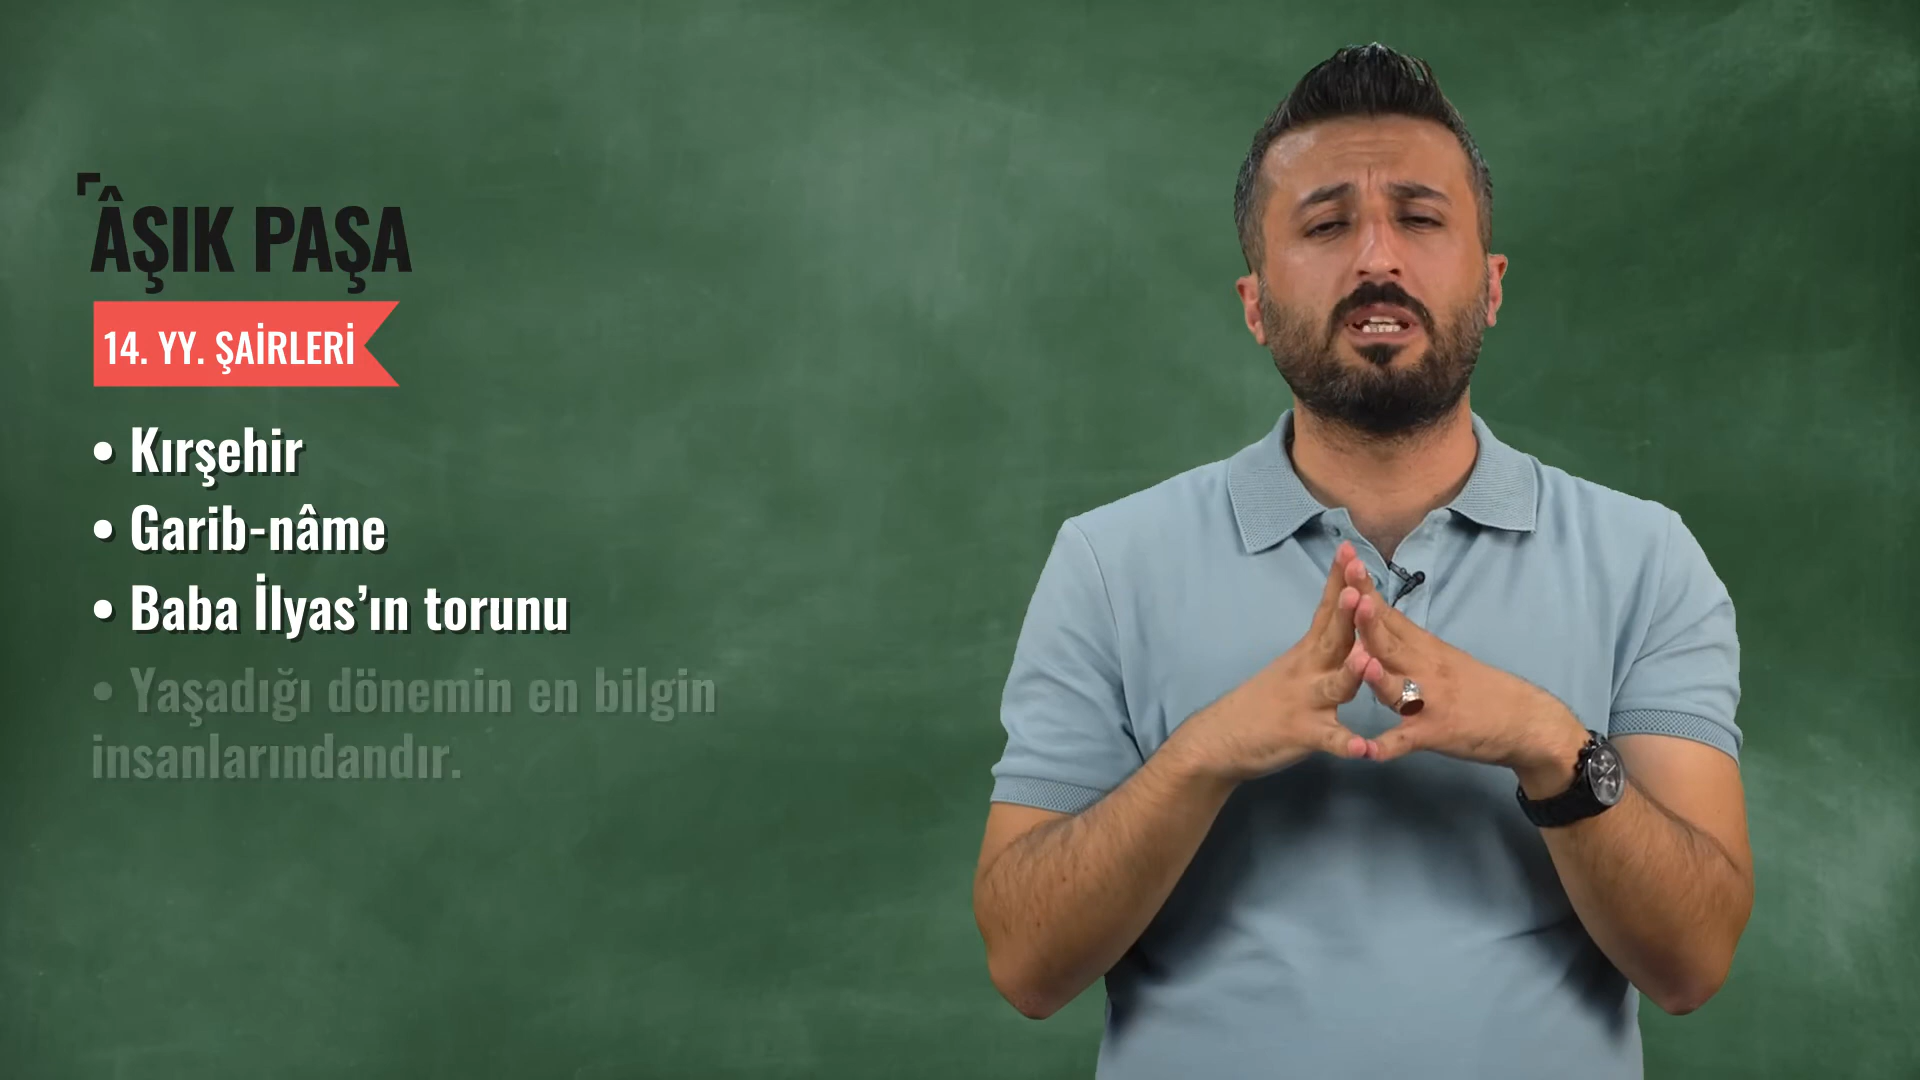 ÂŞIK PAŞA
14. YY. ŞAİRLERİ
• Kırşehir
• Garib-nâme
• Baba İlyas’ın torunu
• Yaşadığı dönemin en bilgin
insanlarındandır.